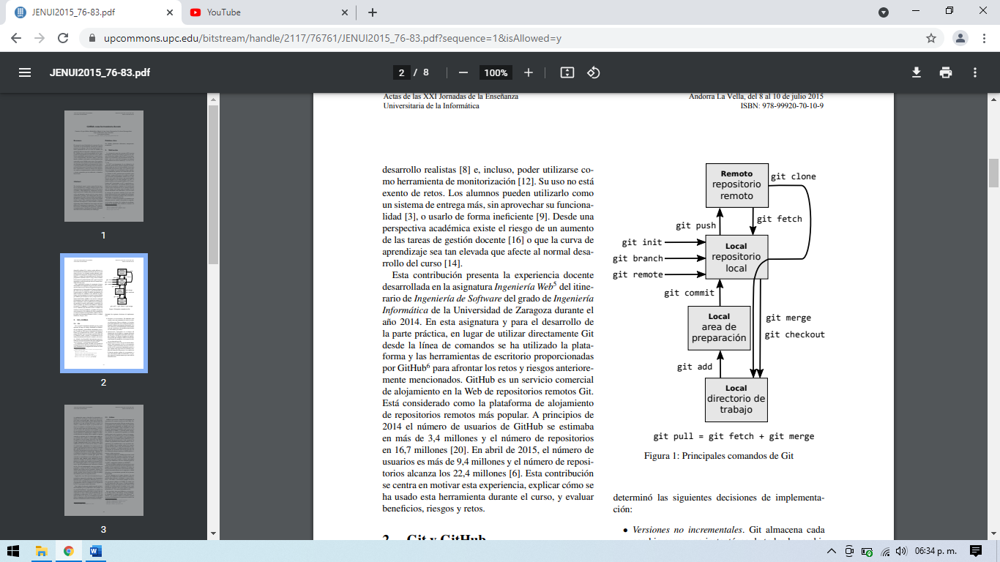 JENUI2015_76-83.pdf
YouTube
upcommons.upc.edu/bitstream/handle/2117/76761/JENUI2015_76-83.pdf?sequence=1&isAllowed=y
JENUI2015_76-83.pdf
2 / 8
100%
1
2
3
Actas de las XXI Jornadas de la Enseñanza
Universitaria de la Informática
Andorra La Vella, del 8 al 10 de julio 2015
ISBN: 978-99920-70-10-9
desarrollo realistas [8] e, incluso, poder utilizarse co-
mo herramienta de monitorización [12]. Su uso no está
exento de retos. Los alumnos pueden utilizarlo como
un sistema de entrega más, sin aprovechar su funciona-
lidad [3], o usarlo de forma ineficiente [9]. Desde una
perspectiva académica existe el riesgo de un aumento
de las tareas de gestión docente [16] o que la curva de
aprendizaje sea tan elevada que afecte al normal desa-
rrollo del curso [14].
Esta contribución presenta la experiencia docente
desarrollada en la asignatura Ingeniería Web5 del itine-
rario de Ingeniería de Software del grado de Ingeniería
Informática de la Universidad de Zaragoza durante el
año 2014. En esta asignatura y para el desarrollo de
la parte práctica, en lugar de utilizar directamente Git
desde la línea de comandos se ha utilizado la plata-
forma y las herramientas de escritorio proporcionadas
por GitHub6 para afrontar los retos y riesgos anteriore-
mente mencionados. GitHub es un servicio comercial
de alojamiento en la Web de repositorios remotos Git.
Está considerado como la plataforma de alojamiento
de repositorios remotos más popular. A principios de
2014 el número de usuarios de GitHub se estimaba
en más de 3,4 millones y el número de repositorios
en 16,7 millones [20]. En abril de 2015, el número de
usuarios es más de 9,4 millones y el número de reposi-
torios alcanza los 22,4 millones [6]. Esta contribución
se centra en motivar esta experiencia, explicar cómo se
ha usado esta herramienta durante el curso, y evaluar
beneficios, riesgos y retos.
2 Git y GitHub
Remoto
repositorio
remoto
git clone
git push
git fetch
git init
git branch
git remote
Local
repositorio
local
git commit
Local
area de
preparación
git merge
git checkout
git add
Local
directorio de
trabajo
git pull = git fetch + git merge
Figura 1: Principales comandos de Git
determinó las siguientes decisiones de implementa-
ción:
• Versiones no incrementales. Git almacena cada
06:34 p. m.